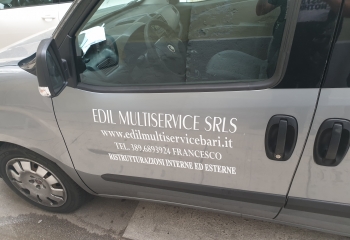 EDIL MULTISERVICE SRLS
www.edilmultiservicebari.it
TEL. 389.6893924 FRANCESCO
RISTRUTTURAZIONI INTERNE ED ESTERNE